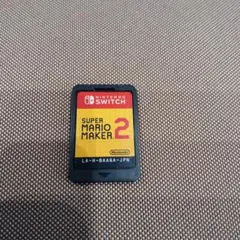 NINTENDO
SWITCH
SUPER
MARIO
MAKER 2
Nintendo
LA-H-BAAQA-JPN